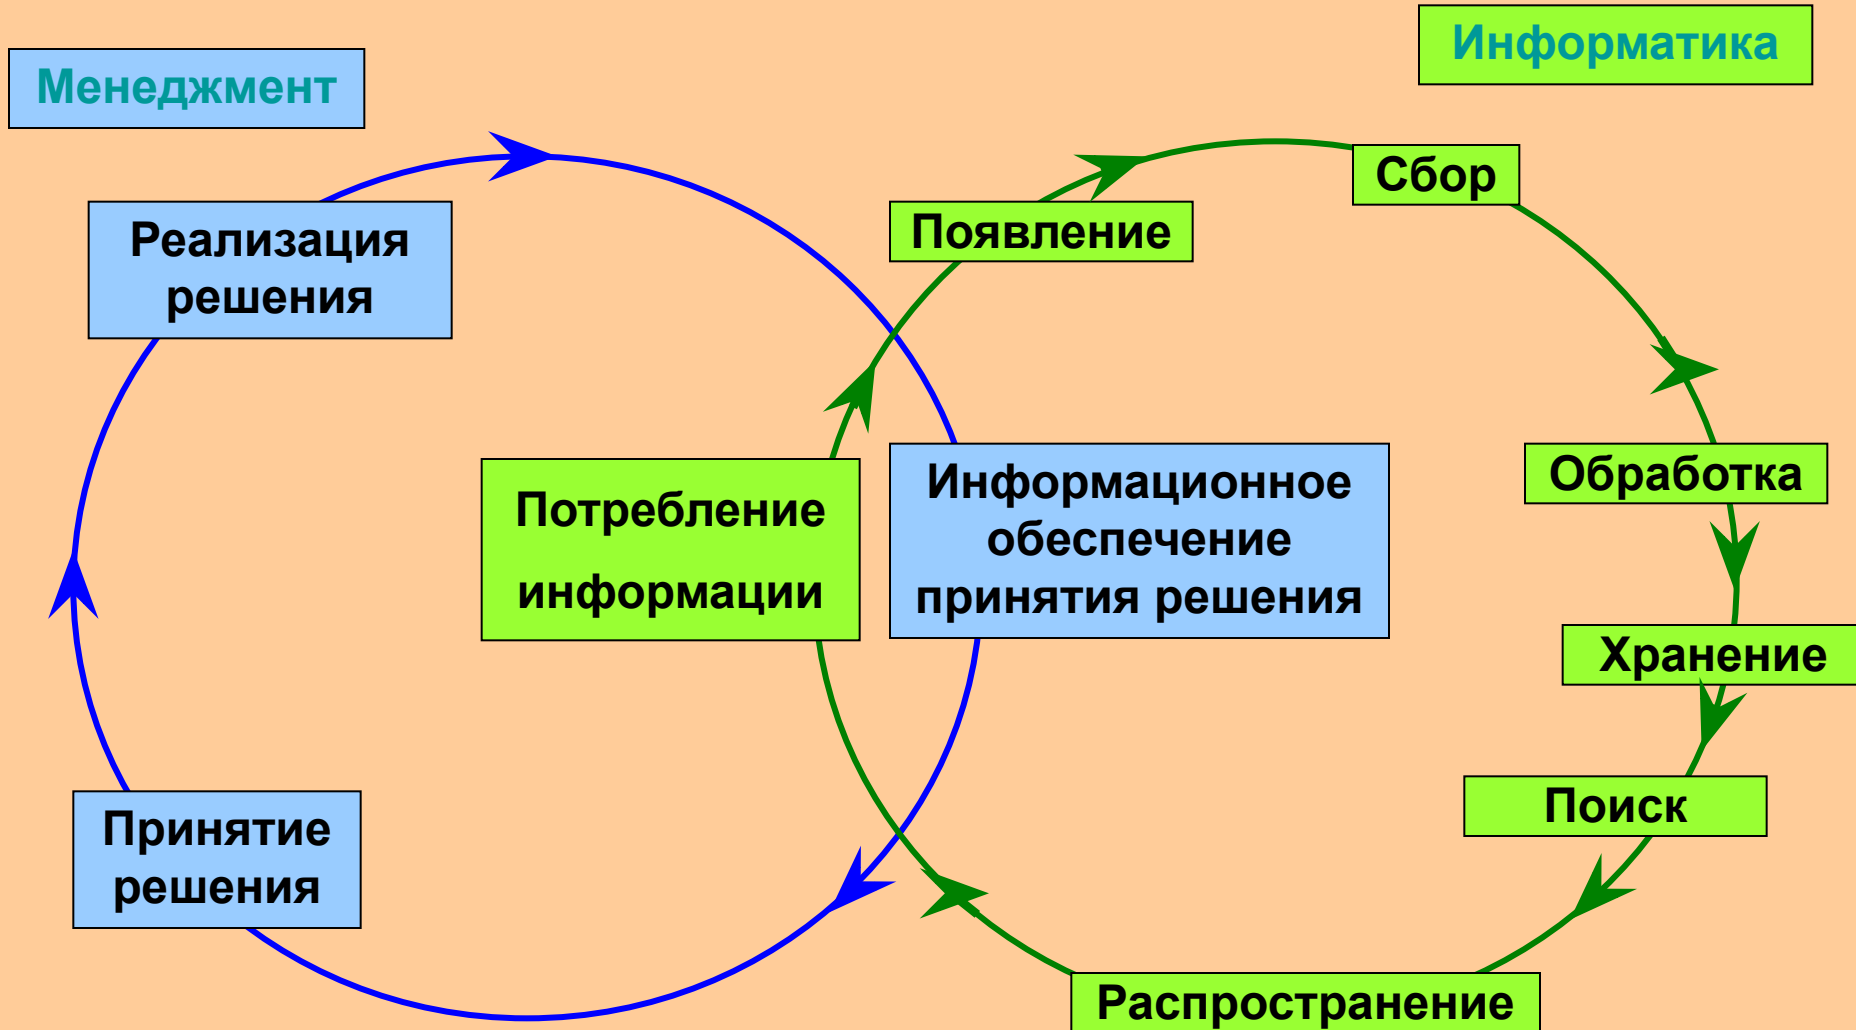 Информатика
Менеджмент
Сбор
Появление
Реализация
решения
Обработка
Потребление
информации
Информационное
обеспечение
принятия решения
Хранение
Поиск
Принятие
решения
Распространение